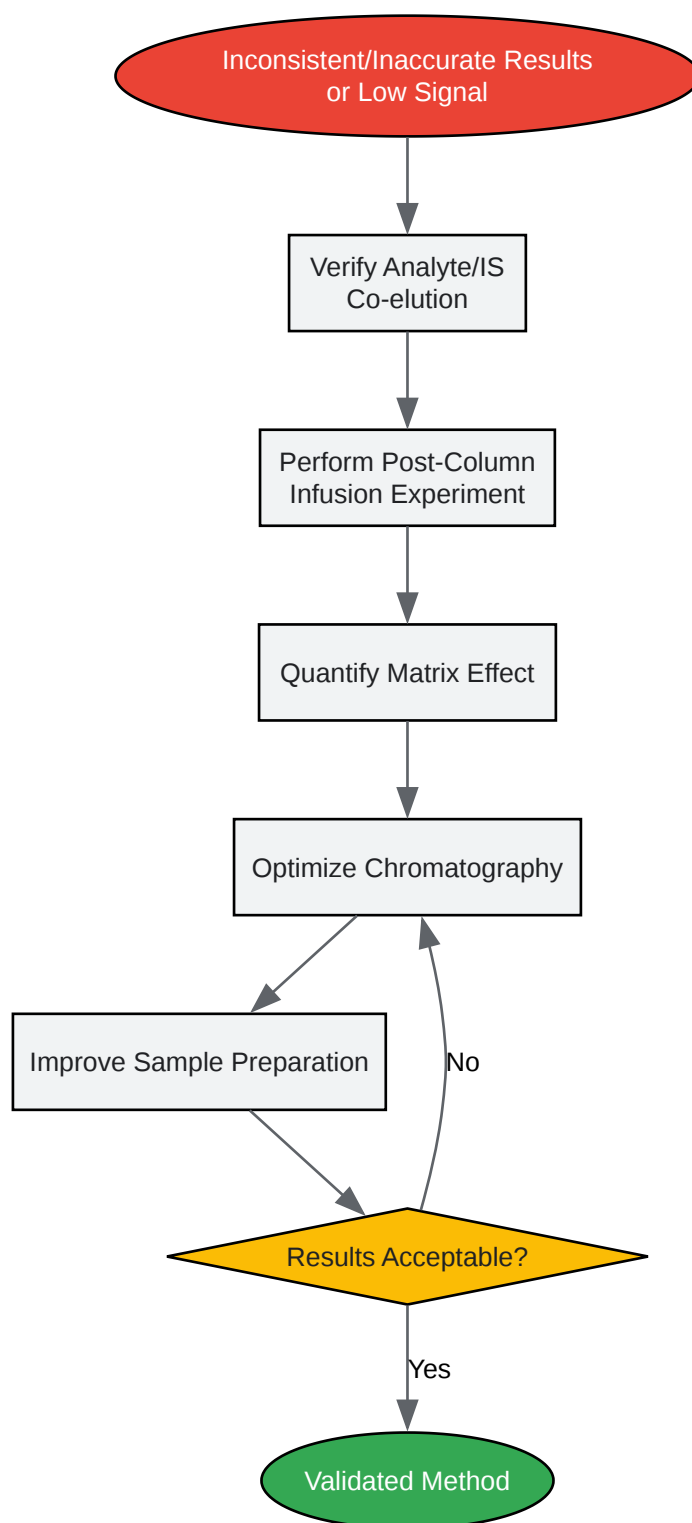 Inconsistent/Inaccurate Results
or Low Signal
Verify Analyte/IS
Co-elution
Perform Post-Column
Infusion Experiment
Quantify Matrix Effect
Optimize Chromatography
Improve Sample Preparation
No
Results Acceptable?
Yes
Validated Method